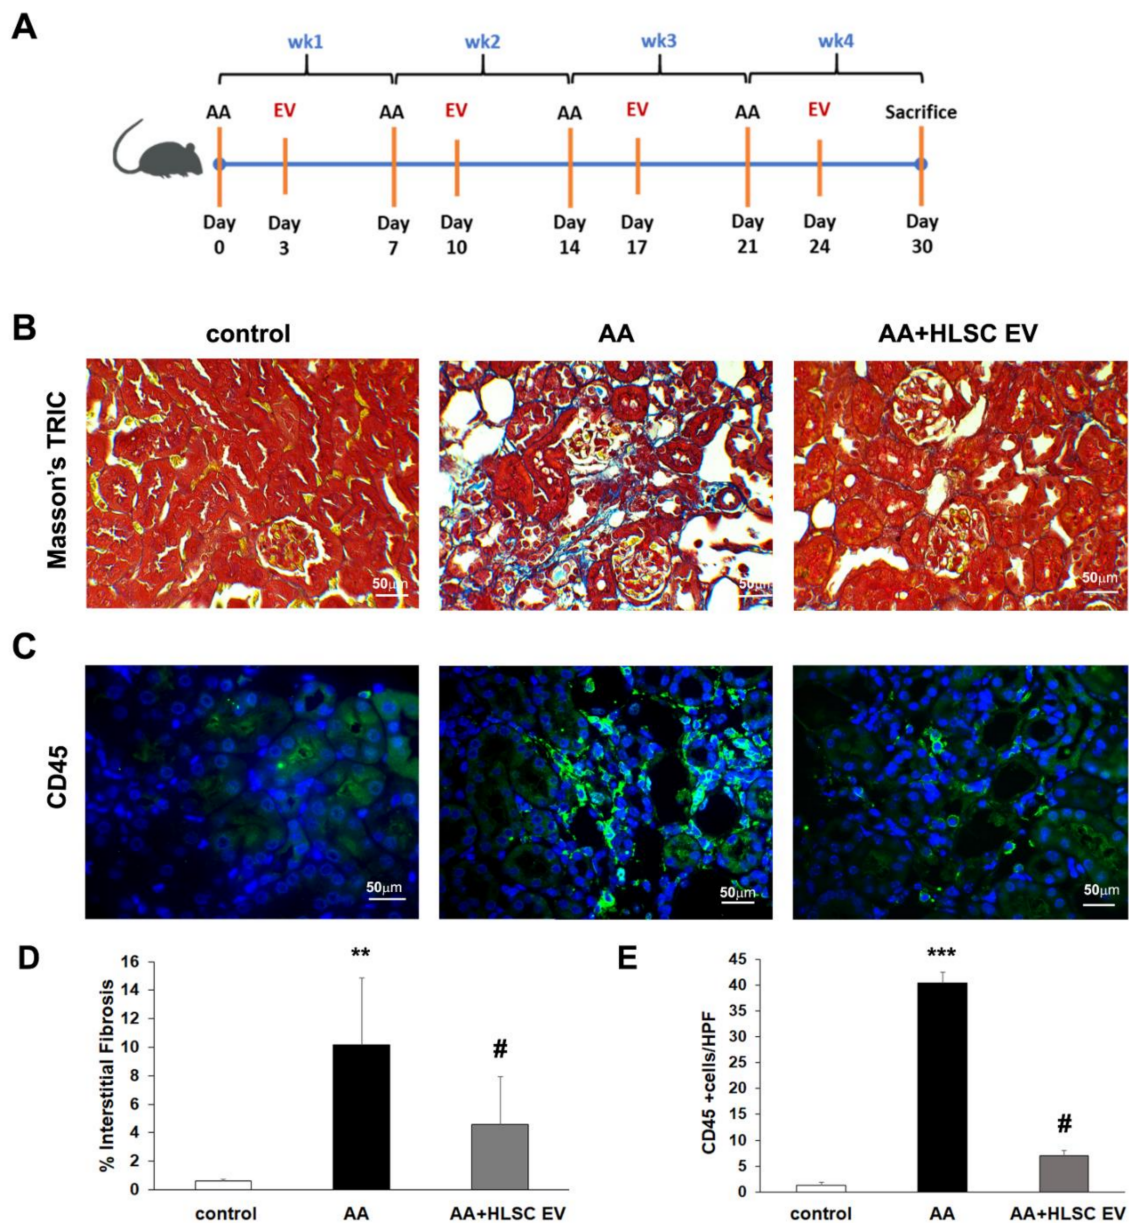 A
wk1 wk2 wk3 wk4
AA EV AA EV AA EV AA EV Sacrifice
Day Day Day Day Day Day Day Day Day
0 3 7 10 14 17 21 24 30
B
control AA AA+HLSC EV
Masson's TRIC
50µm 50µm 50µm
C
CD45
50µm 50µm 50µm
D
% Interstitial Fibrosis
16
14
12
10
8
6
4
2
0
**
#
control AA AA+HLSC EV
E
CD45 +cells/HPF
45
40
35
30
25
20
15
10
5
0
***
#
control AA AA+HLSC EV